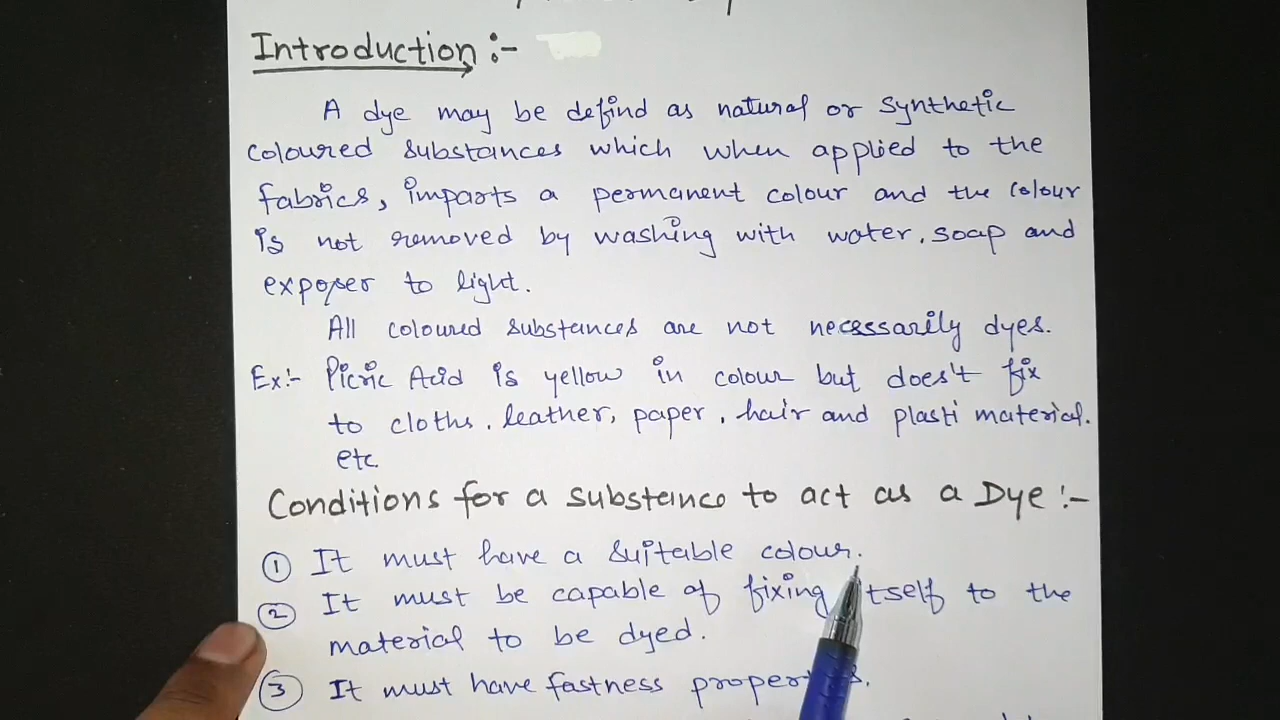 Introduction :-
A dye may be defind as natural or synthetic
coloured substances which when applied to the
fabrics, imparts a permanent colour and the colour
is not removed by washing with water, soap and
exposer to light.
All coloured substances are not necessarily dyes.
Ex:- Picric Acid is yellow in colour but does't fix
to cloths, leather, paper, hair and plasti material.
etc
Conditions for a substance to act as a Dye :-
① It must have a suitable colour.
② It must be capable of fixing itself to the
material to be dyed.
③ It must have fastness